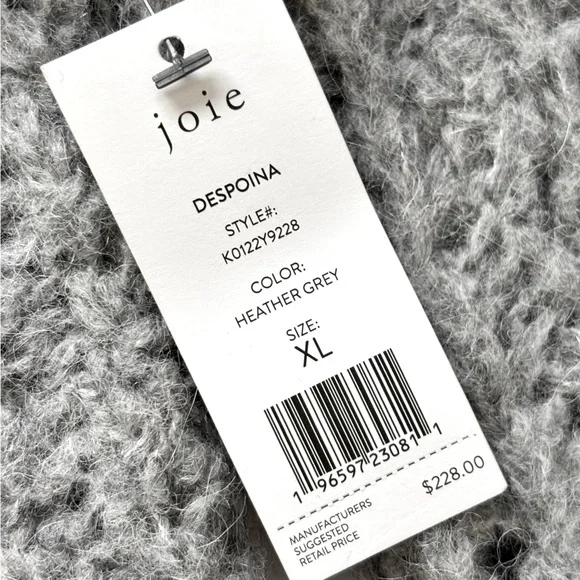 joie
DESPOINA
STYLE#:
K0122Y9228
COLOR:
HEATHER GREY
SIZE:
XL
1 96597 23081 1
MANUFACTURERS
SUGGESTED
RETAIL PRICE
$228.00